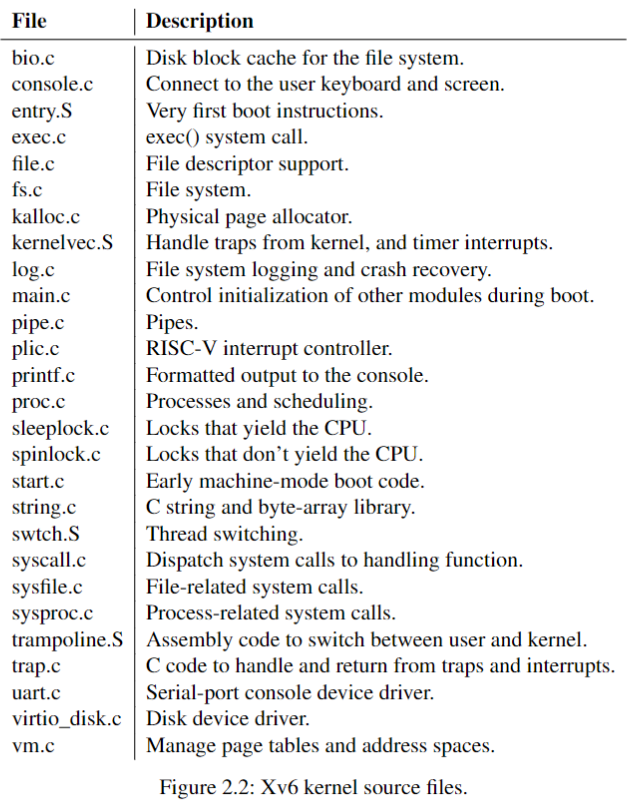 File Description
bio.c Disk block cache for the file system.
console.c Connect to the user keyboard and screen.
entry.S Very first boot instructions.
exec.c exec() system call.
file.c File descriptor support.
fs.c File system.
kalloc.c Physical page allocator.
kernelvec.S Handle traps from kernel, and timer interrupts.
log.c File system logging and crash recovery.
main.c Control initialization of other modules during boot.
pipe.c Pipes.
plic.c RISC-V interrupt controller.
printf.c Formatted output to the console.
proc.c Processes and scheduling.
sleeplock.c Locks that yield the CPU.
spinlock.c Locks that don't yield the CPU.
start.c Early machine-mode boot code.
string.c C string and byte-array library.
swtch.S Thread switching.
syscall.c Dispatch system calls to handling function.
sysfile.c File-related system calls.
sysproc.c Process-related system calls.
trampoline.S Assembly code to switch between user and kernel.
trap.c C code to handle and return from traps and interrupts.
uart.c Serial-port console device driver.
virtio_disk.c Disk device driver.
vm.c Manage page tables and address spaces.
Figure 2.2: Xv6 kernel source files.